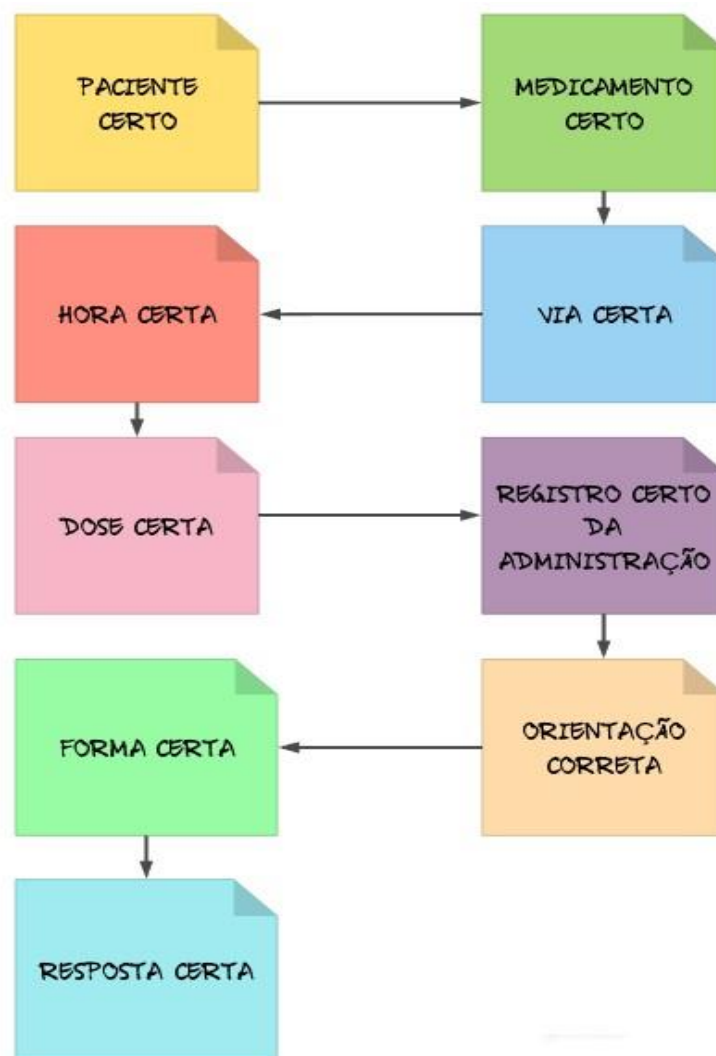 PACIENTE
CERTO
MEDICAMENTO
CERTO
VIA CERTA
HORA CERTA
DOSE CERTA
REGISTRO CERTO
DA
ADMINISTRAÇÃO
ORIENTAÇÃO
CORRETA
FORMA CERTA
RESPOSTA CERTA